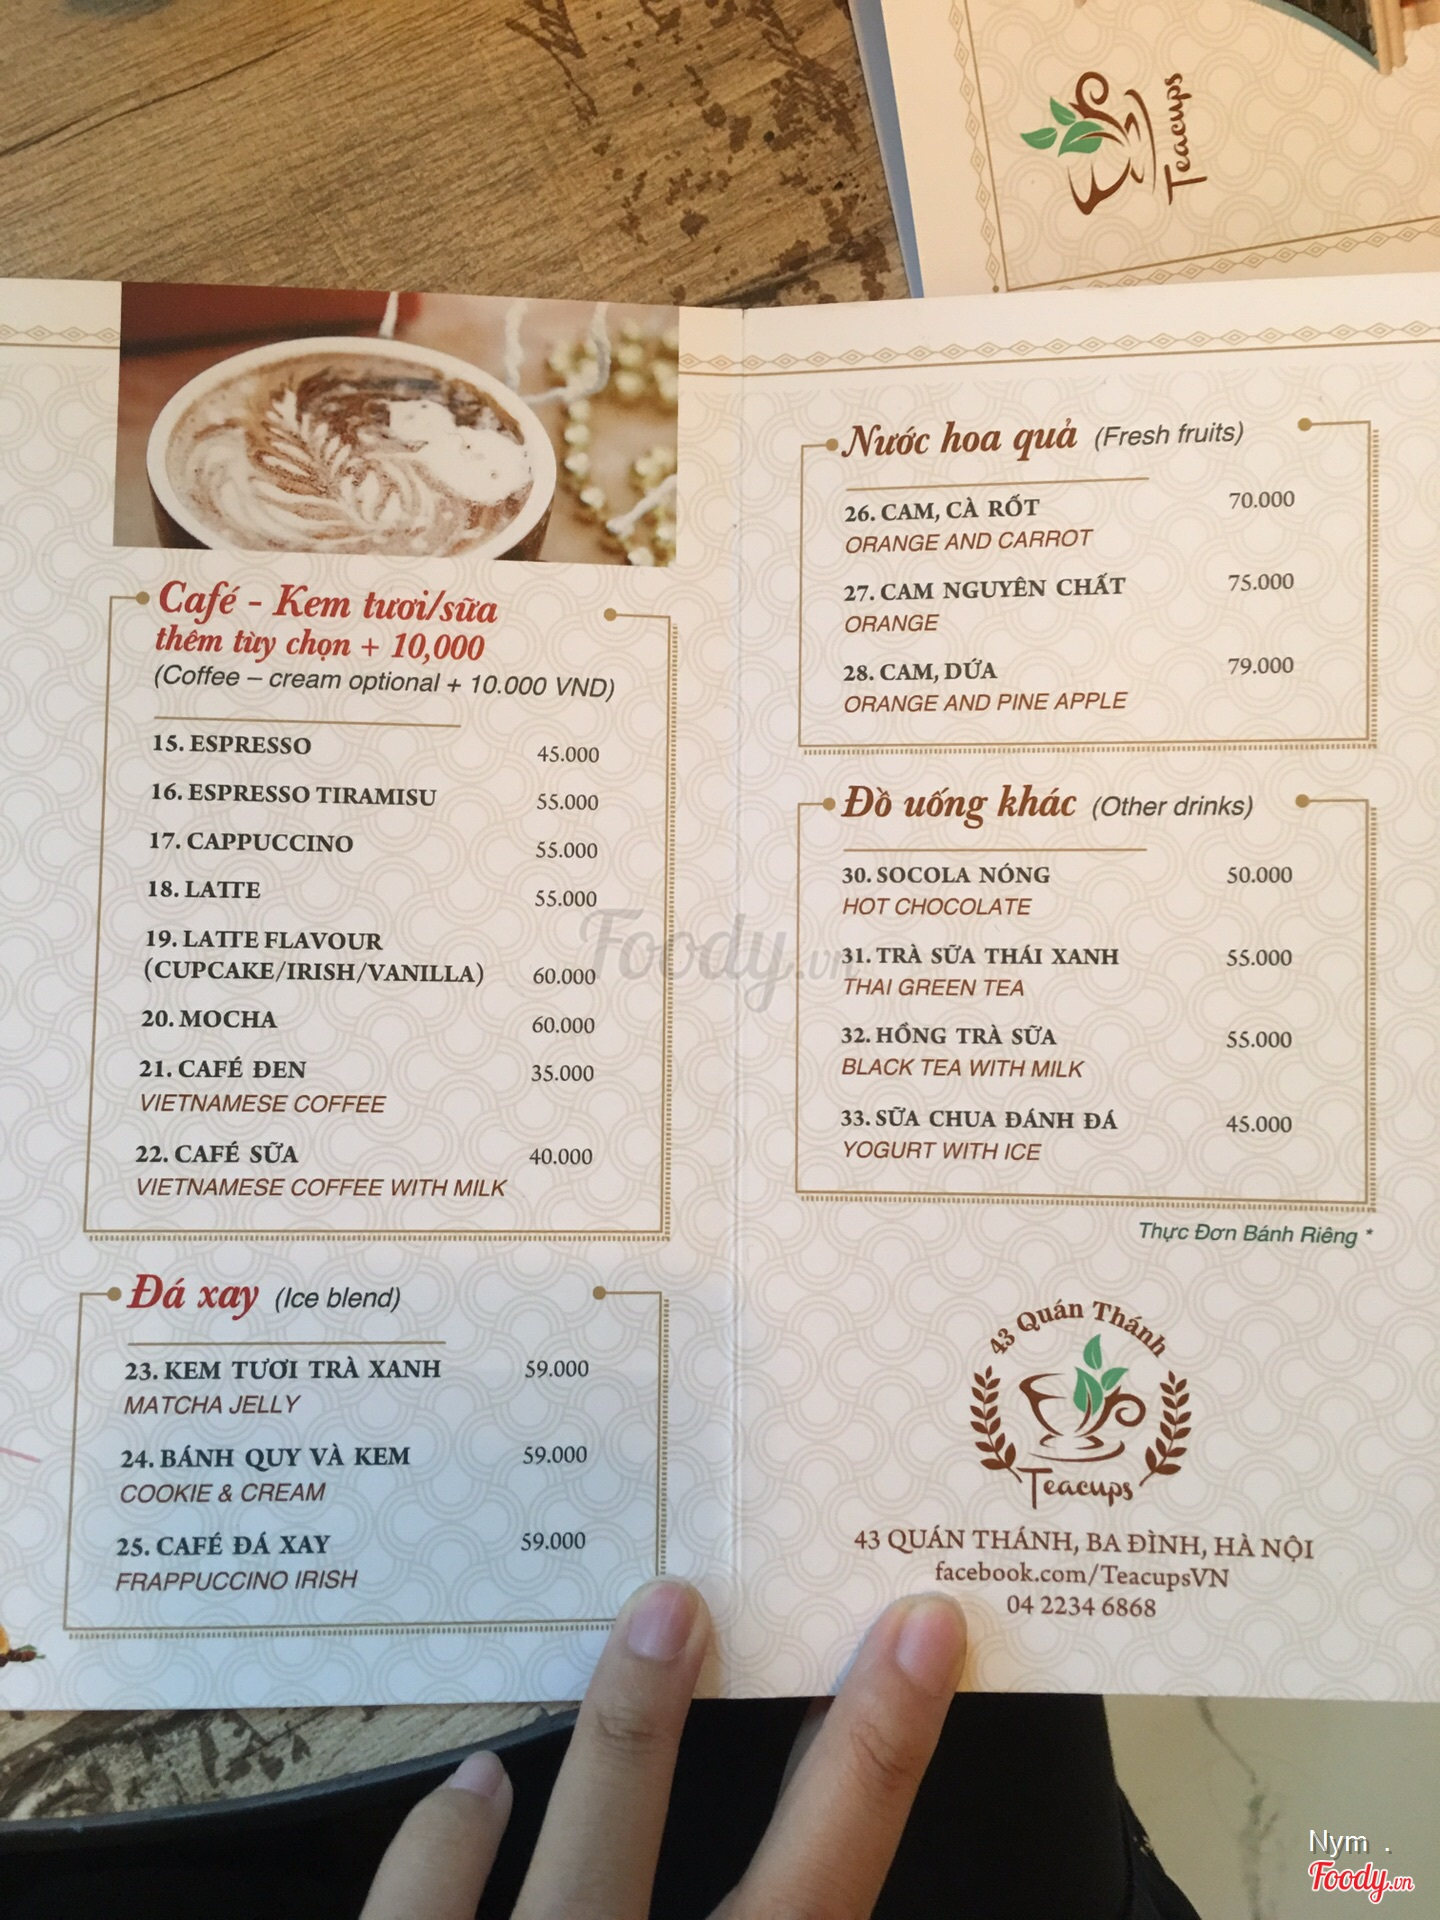 Teacups
Café - Kem tươi/sữa
thêm tùy chọn + 10,000
(Coffee – cream optional + 10.000 VND)
15. ESPRESSO 45.000
16. ESPRESSO TIRAMISU 55.000
17. CAPPUCCINO 55.000
18. LATTE 55.000
19. LATTE FLAVOUR
(CUPCAKE/IRISH/VANILLA) 60.000
20. MOCHA 60.000
21. CAFÉ ĐEN 35.000
VIETNAMESE COFFEE
22. CAFÉ SỮA 40.000
VIETNAMESE COFFEE WITH MILK
Đá xay (Ice blend)
23. KEM TƯƠI TRÀ XANH 59.000
MATCHA JELLY
24. BÁNH QUY VÀ KEM 59.000
COOKIE & CREAM
25. CAFÉ ĐÁ XAY 59.000
FRAPPUCCINO IRISH
Nước hoa quả (Fresh fruits)
26. CAM, CÀ RỐT 70.000
ORANGE AND CARROT
27. CAM NGUYÊN CHẤT 75.000
ORANGE
28. CAM, DỨA 79.000
ORANGE AND PINE APPLE
Đồ uống khác (Other drinks)
30. SOCOLA NÓNG 50.000
HOT CHOCOLATE
31. TRÀ SỮA THÁI XANH 55.000
THAI GREEN TEA
32. HỒNG TRÀ SỮA 55.000
BLACK TEA WITH MILK
33. SỮA CHUA ĐÁNH ĐÁ 45.000
YOGURT WITH ICE
Thực Đơn Bánh Riêng *
43 Quán Thánh
Teacups
43 QUÁN THÁNH, BA ĐÌNH, HÀ NỘI
facebook.com/TeacupsVN
04 2234 6868
Foody.vn
Nym .
Foody.vn